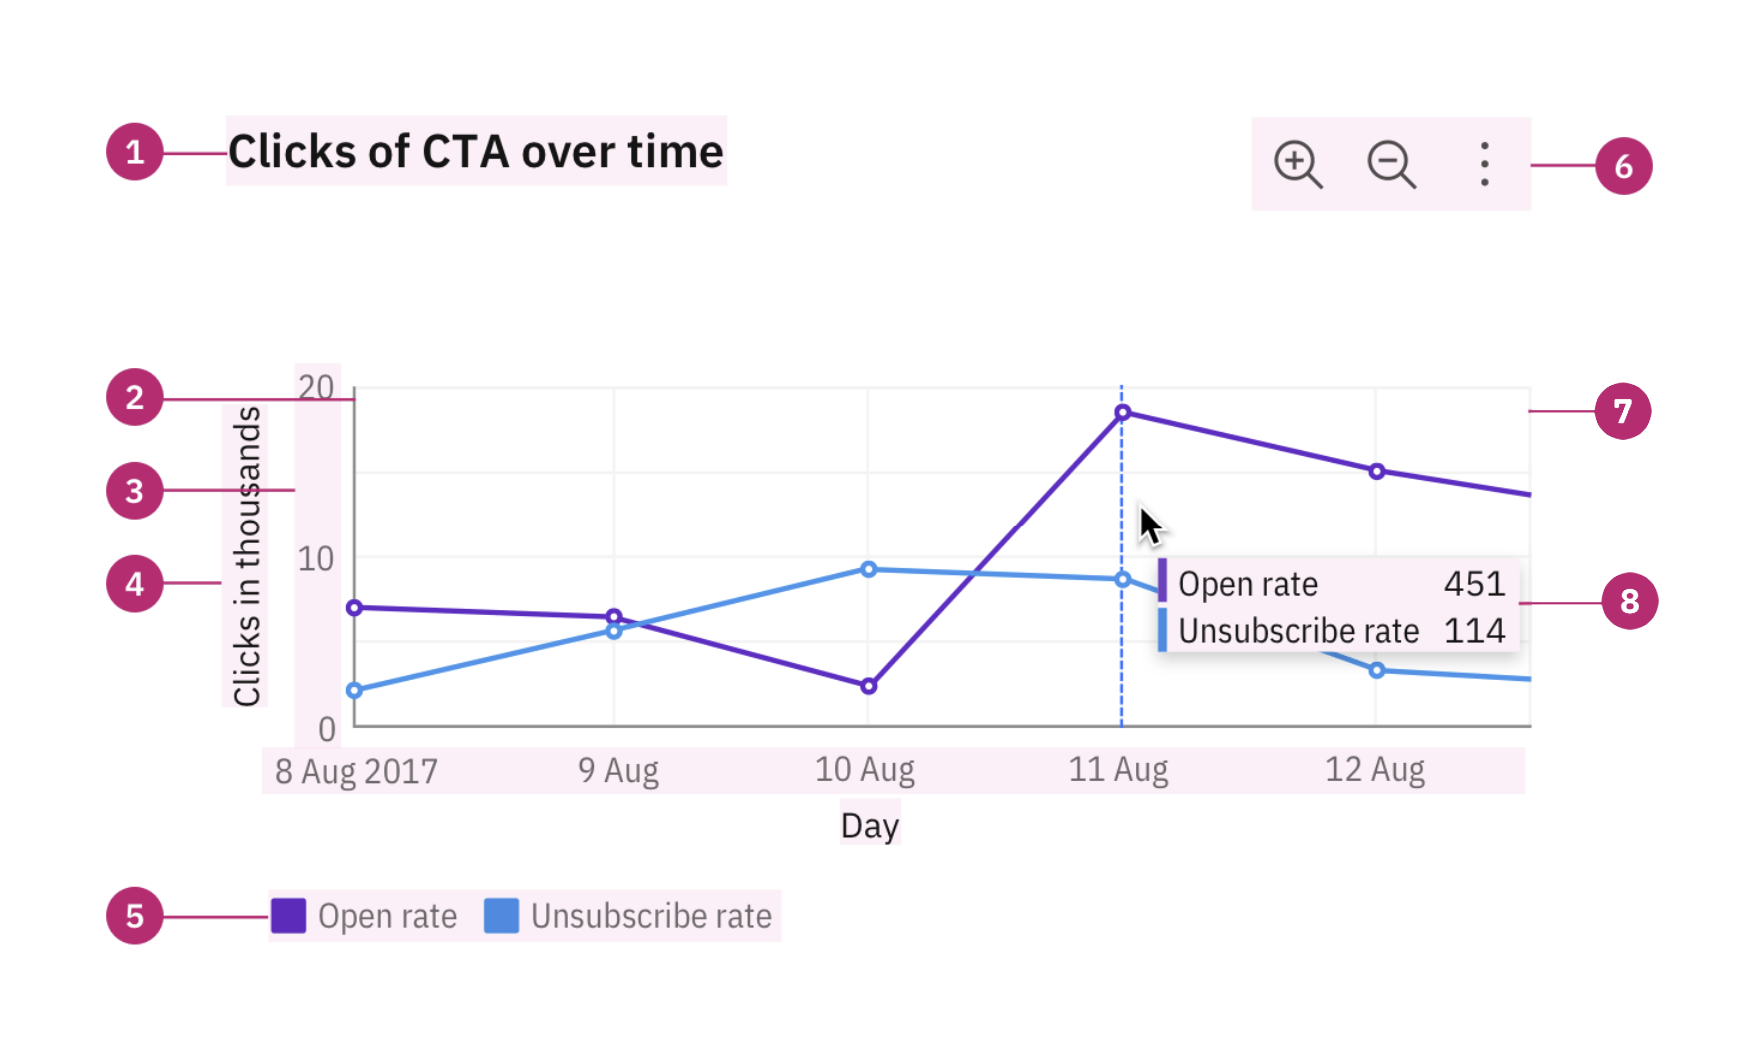 1 Clicks of CTA over time 6
2 20 7
3
4 Clicks in thousands
10
Open rate 451
Unsubscribe rate 114
8
0
8 Aug 2017 9 Aug 10 Aug 11 Aug 12 Aug
Day
5 Open rate Unsubscribe rate